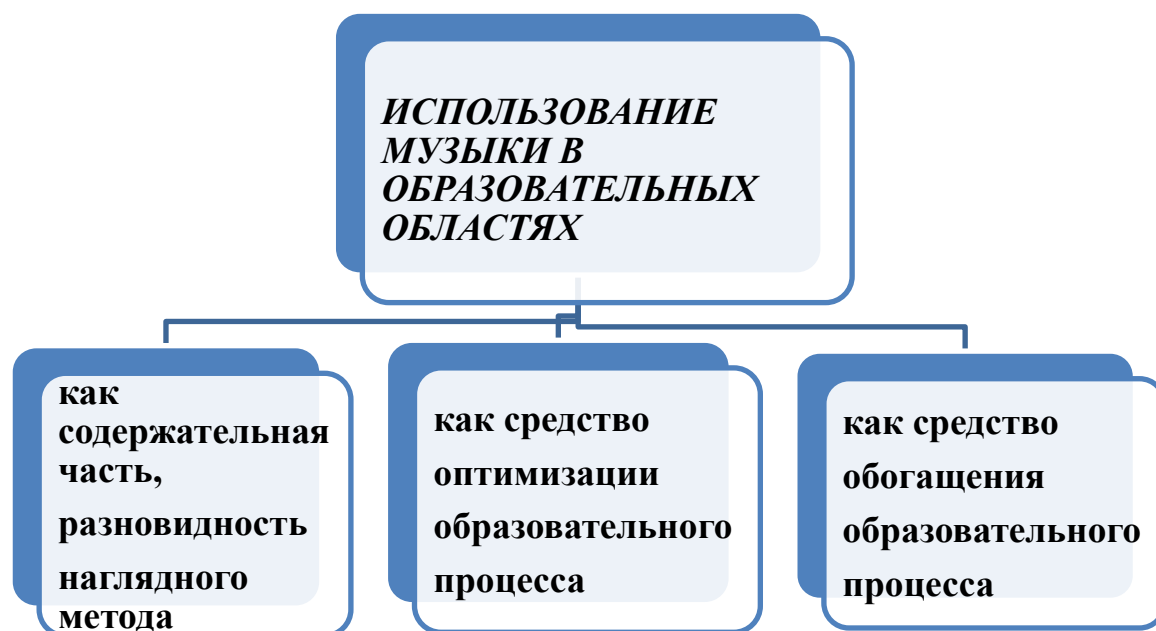 ИСПОЛЬЗОВАНИЕ
МУЗЫКИ В
ОБРАЗОВАТЕЛЬНЫХ
ОБЛАСТЯХ
как
содержательная
часть,
разновидность
наглядного
метода
как средство
оптимизации
образовательного
процесса
как средство
обогащения
образовательного
процесса